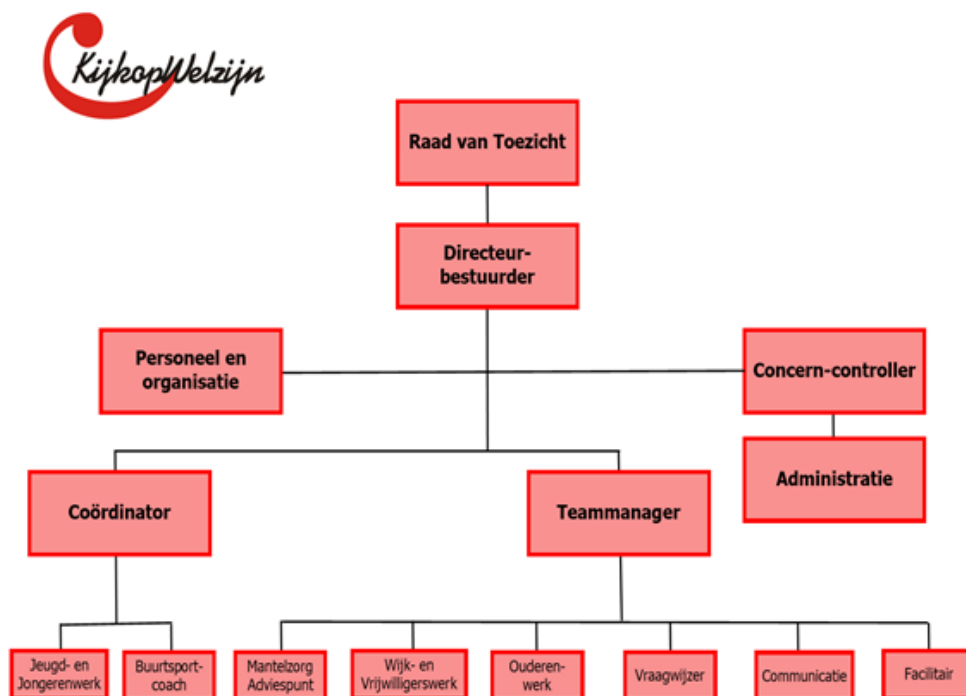 KijkopWelzijn
Raad van Toezicht
Directeur-
bestuurder
Personeel en
organisatie
Concern-controller
Administratie
Coördinator
Teammanager
Jeugd- en
Jongerenwerk
Buurtsport-
coach
Mantelzorg
Adviespunt
Wijk- en
Vrijwilligerswerk
Ouderen-
werk
Vraagwijzer
Communicatie
Facilitair